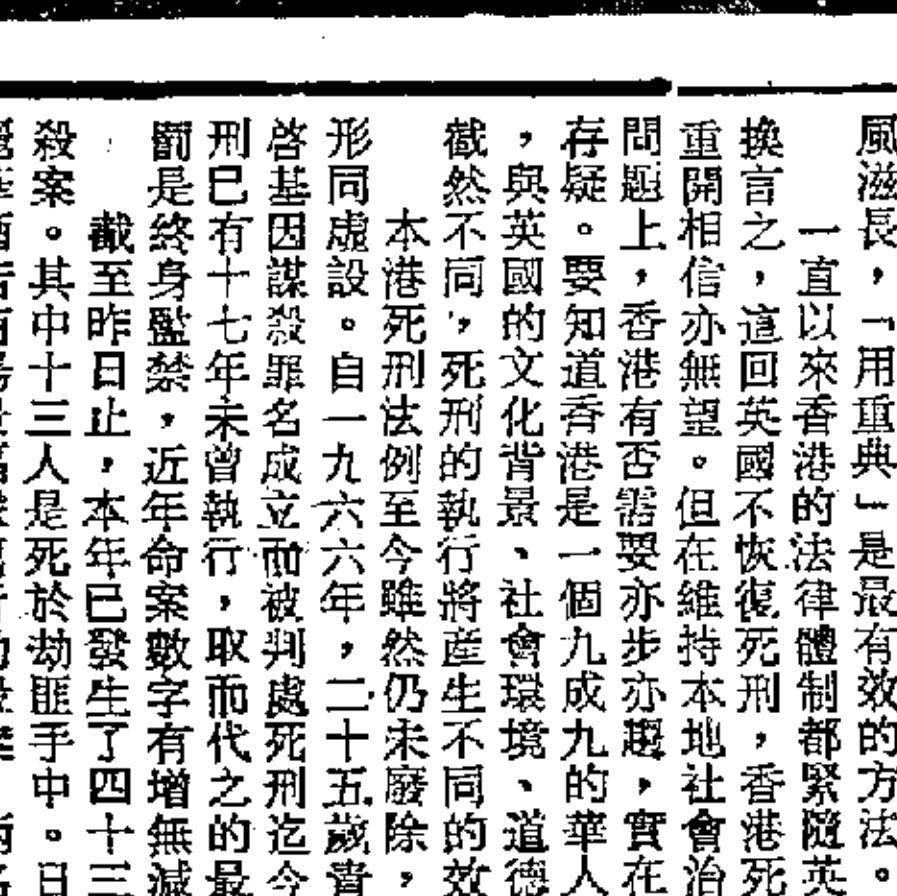 風滋長，「用重典」是最有效的方法。
一直以來香港的法律體制都緊隨英
換言之，這回英國不恢復死刑，香港死
重開相信亦無望。但在維持本地社會治
問題上，香港有否需要亦步亦趨，實在
存疑。要知道香港是一個九成九的華人
，與英國的文化背景、社會環境、道德
截然不同，死刑的執行將產生不同的效
本港死刑法例至今雖然仍未廢除，
形同虛設。自一九六六年，二十五歲青
啓基因謀殺罪名成立而被判處死刑迄今
刑已有十七年未曾執行，取而代之的最
罰是終身監禁，近年命案數字有增無減
截至昨日止，本年已發生了四十三
殺案。其中十三人是死於劫匪手中。日